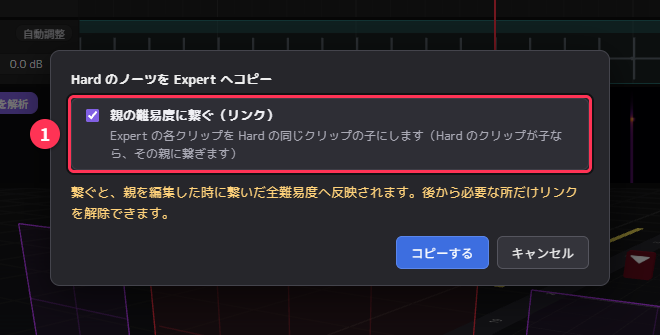 自動調整
0.0 dB
を解析
Hard のノーツを Expert へコピー
1
親の難易度に繋ぐ（リンク）
Expert の各クリップを Hard の同じクリップの子にします（Hard のクリップが子な
ら、その親に繋ぎます）
繋ぐと、親を編集した時に繋いだ全難易度へ反映されます。後から必要な所だけリンク
を解除できます。
コピーする
キャンセル